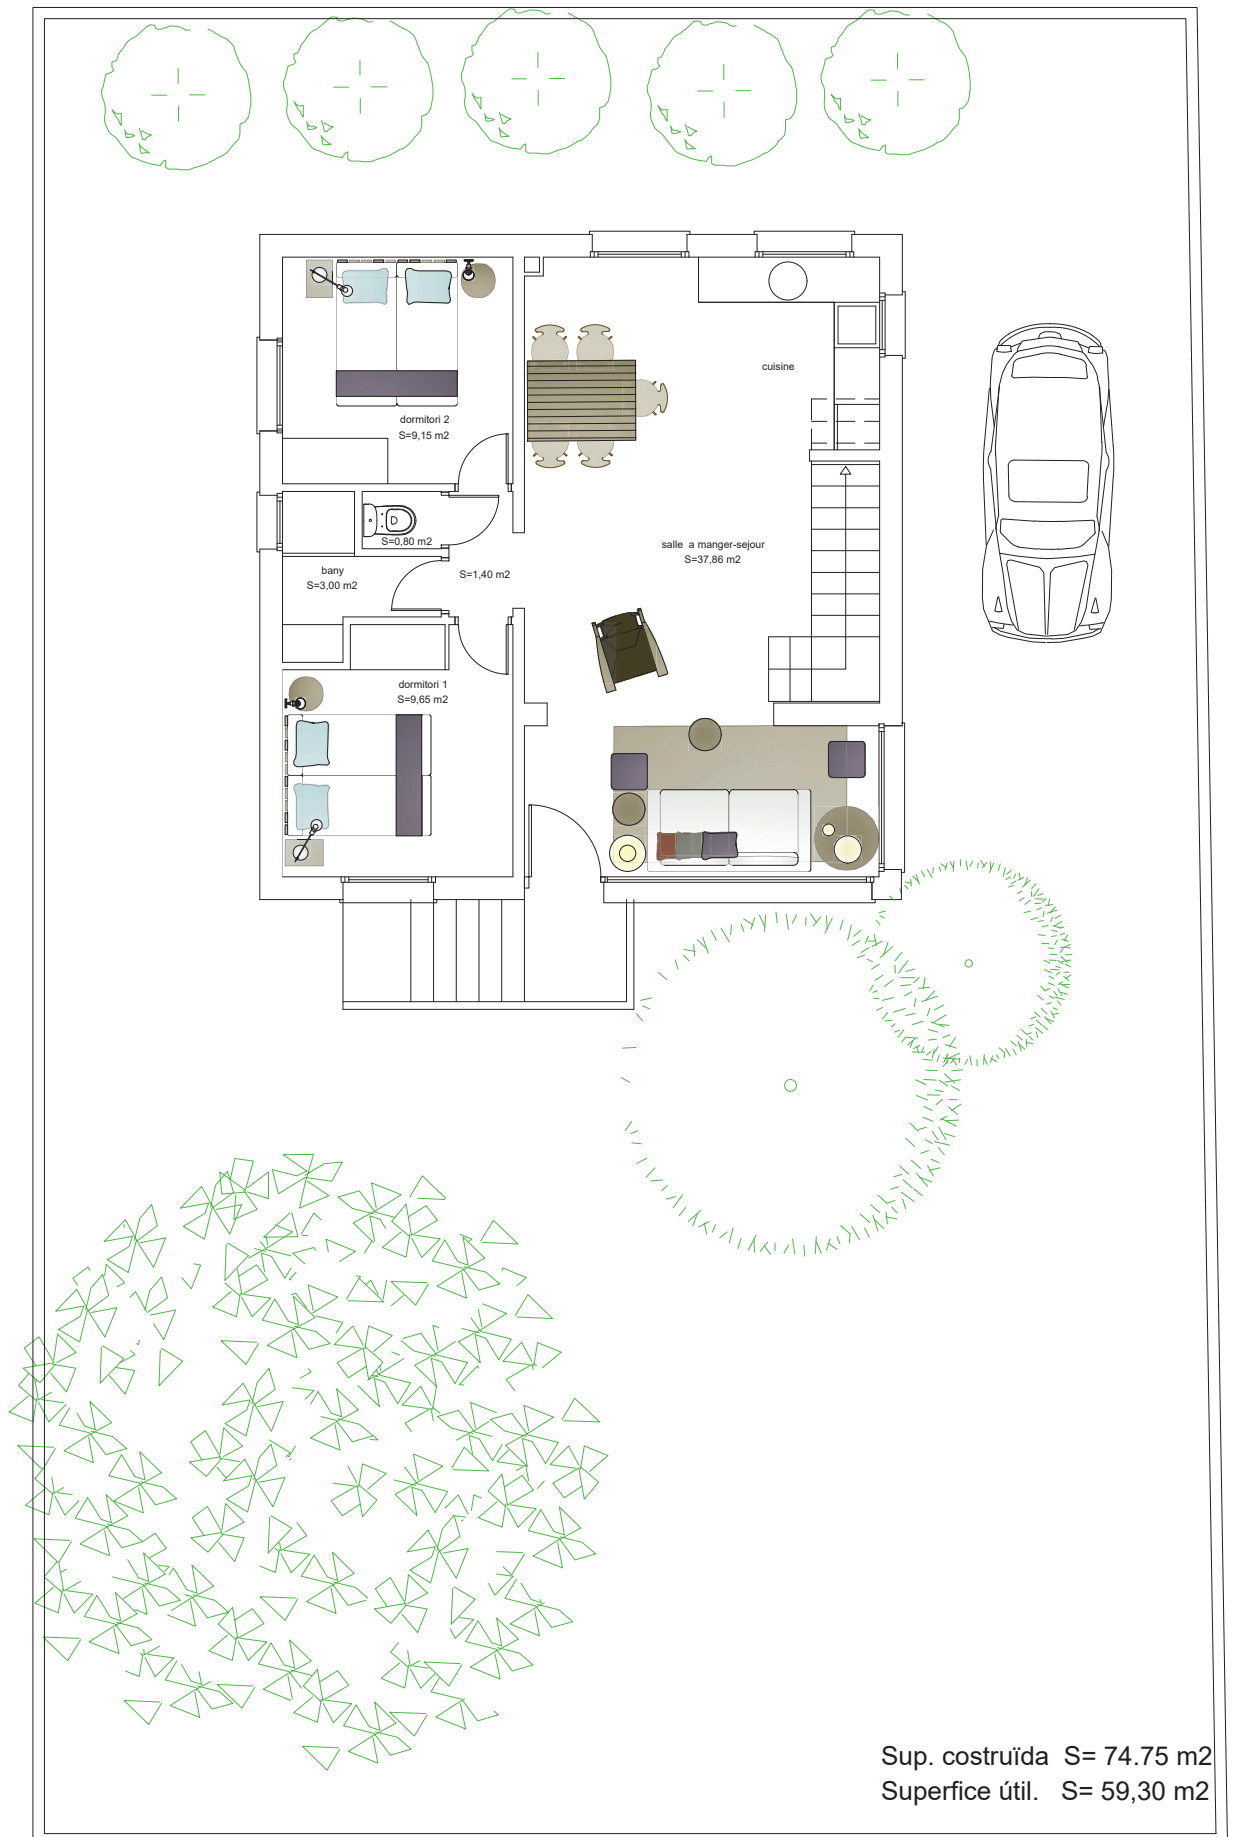 cuisine
dormitori 2
S=9,15 m2
S=0,80 m2
salle a manger-sejour
S=37,86 m2
bany
S=3,00 m2
S=1,40 m2
dormitori 1
S=9,65 m2
Sup. costruïda S= 74.75 m2
Superfice útil. S= 59,30 m2